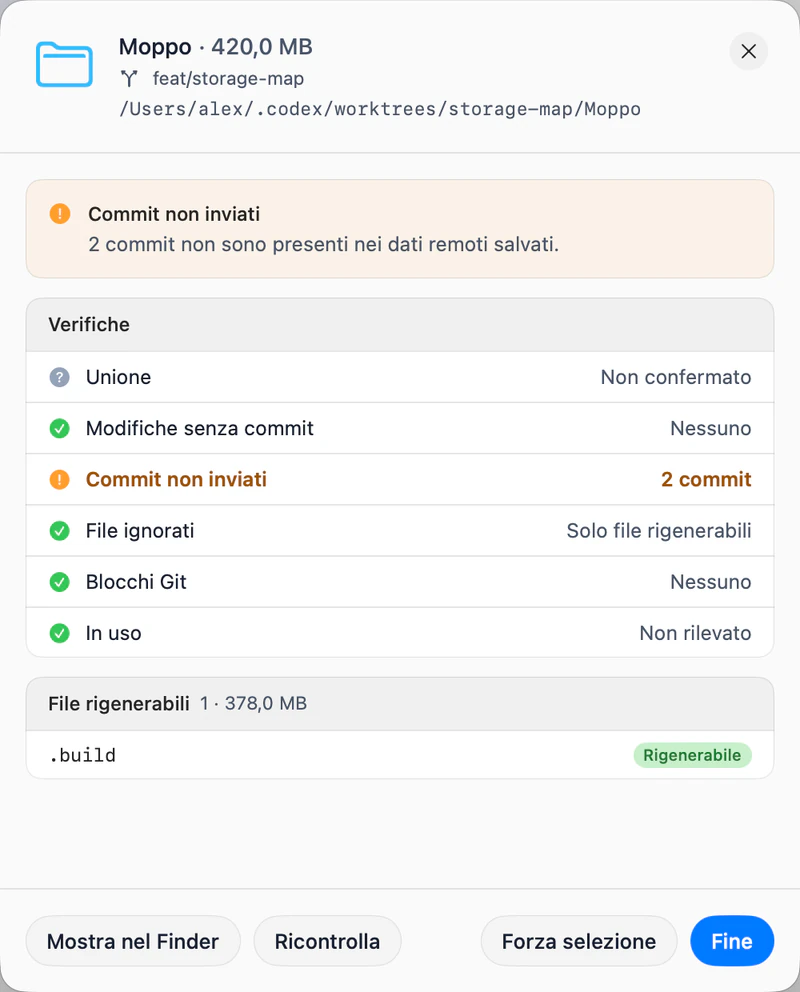 Moppo · 420,0 MB
feat/storage-map
/Users/alex/.codex/worktrees/storage-map/Moppo
Commit non inviati
2 commit non sono presenti nei dati remoti salvati.
Verifiche
Unione Non confermato
Modifiche senza commit Nessuno
Commit non inviati 2 commit
File ignorati Solo file rigenerabili
Blocchi Git Nessuno
In uso Non rilevato
File rigenerabili 1 · 378,0 MB
.build Rigenerabile
Mostra nel Finder Ricontrolla Forza selezione Fine